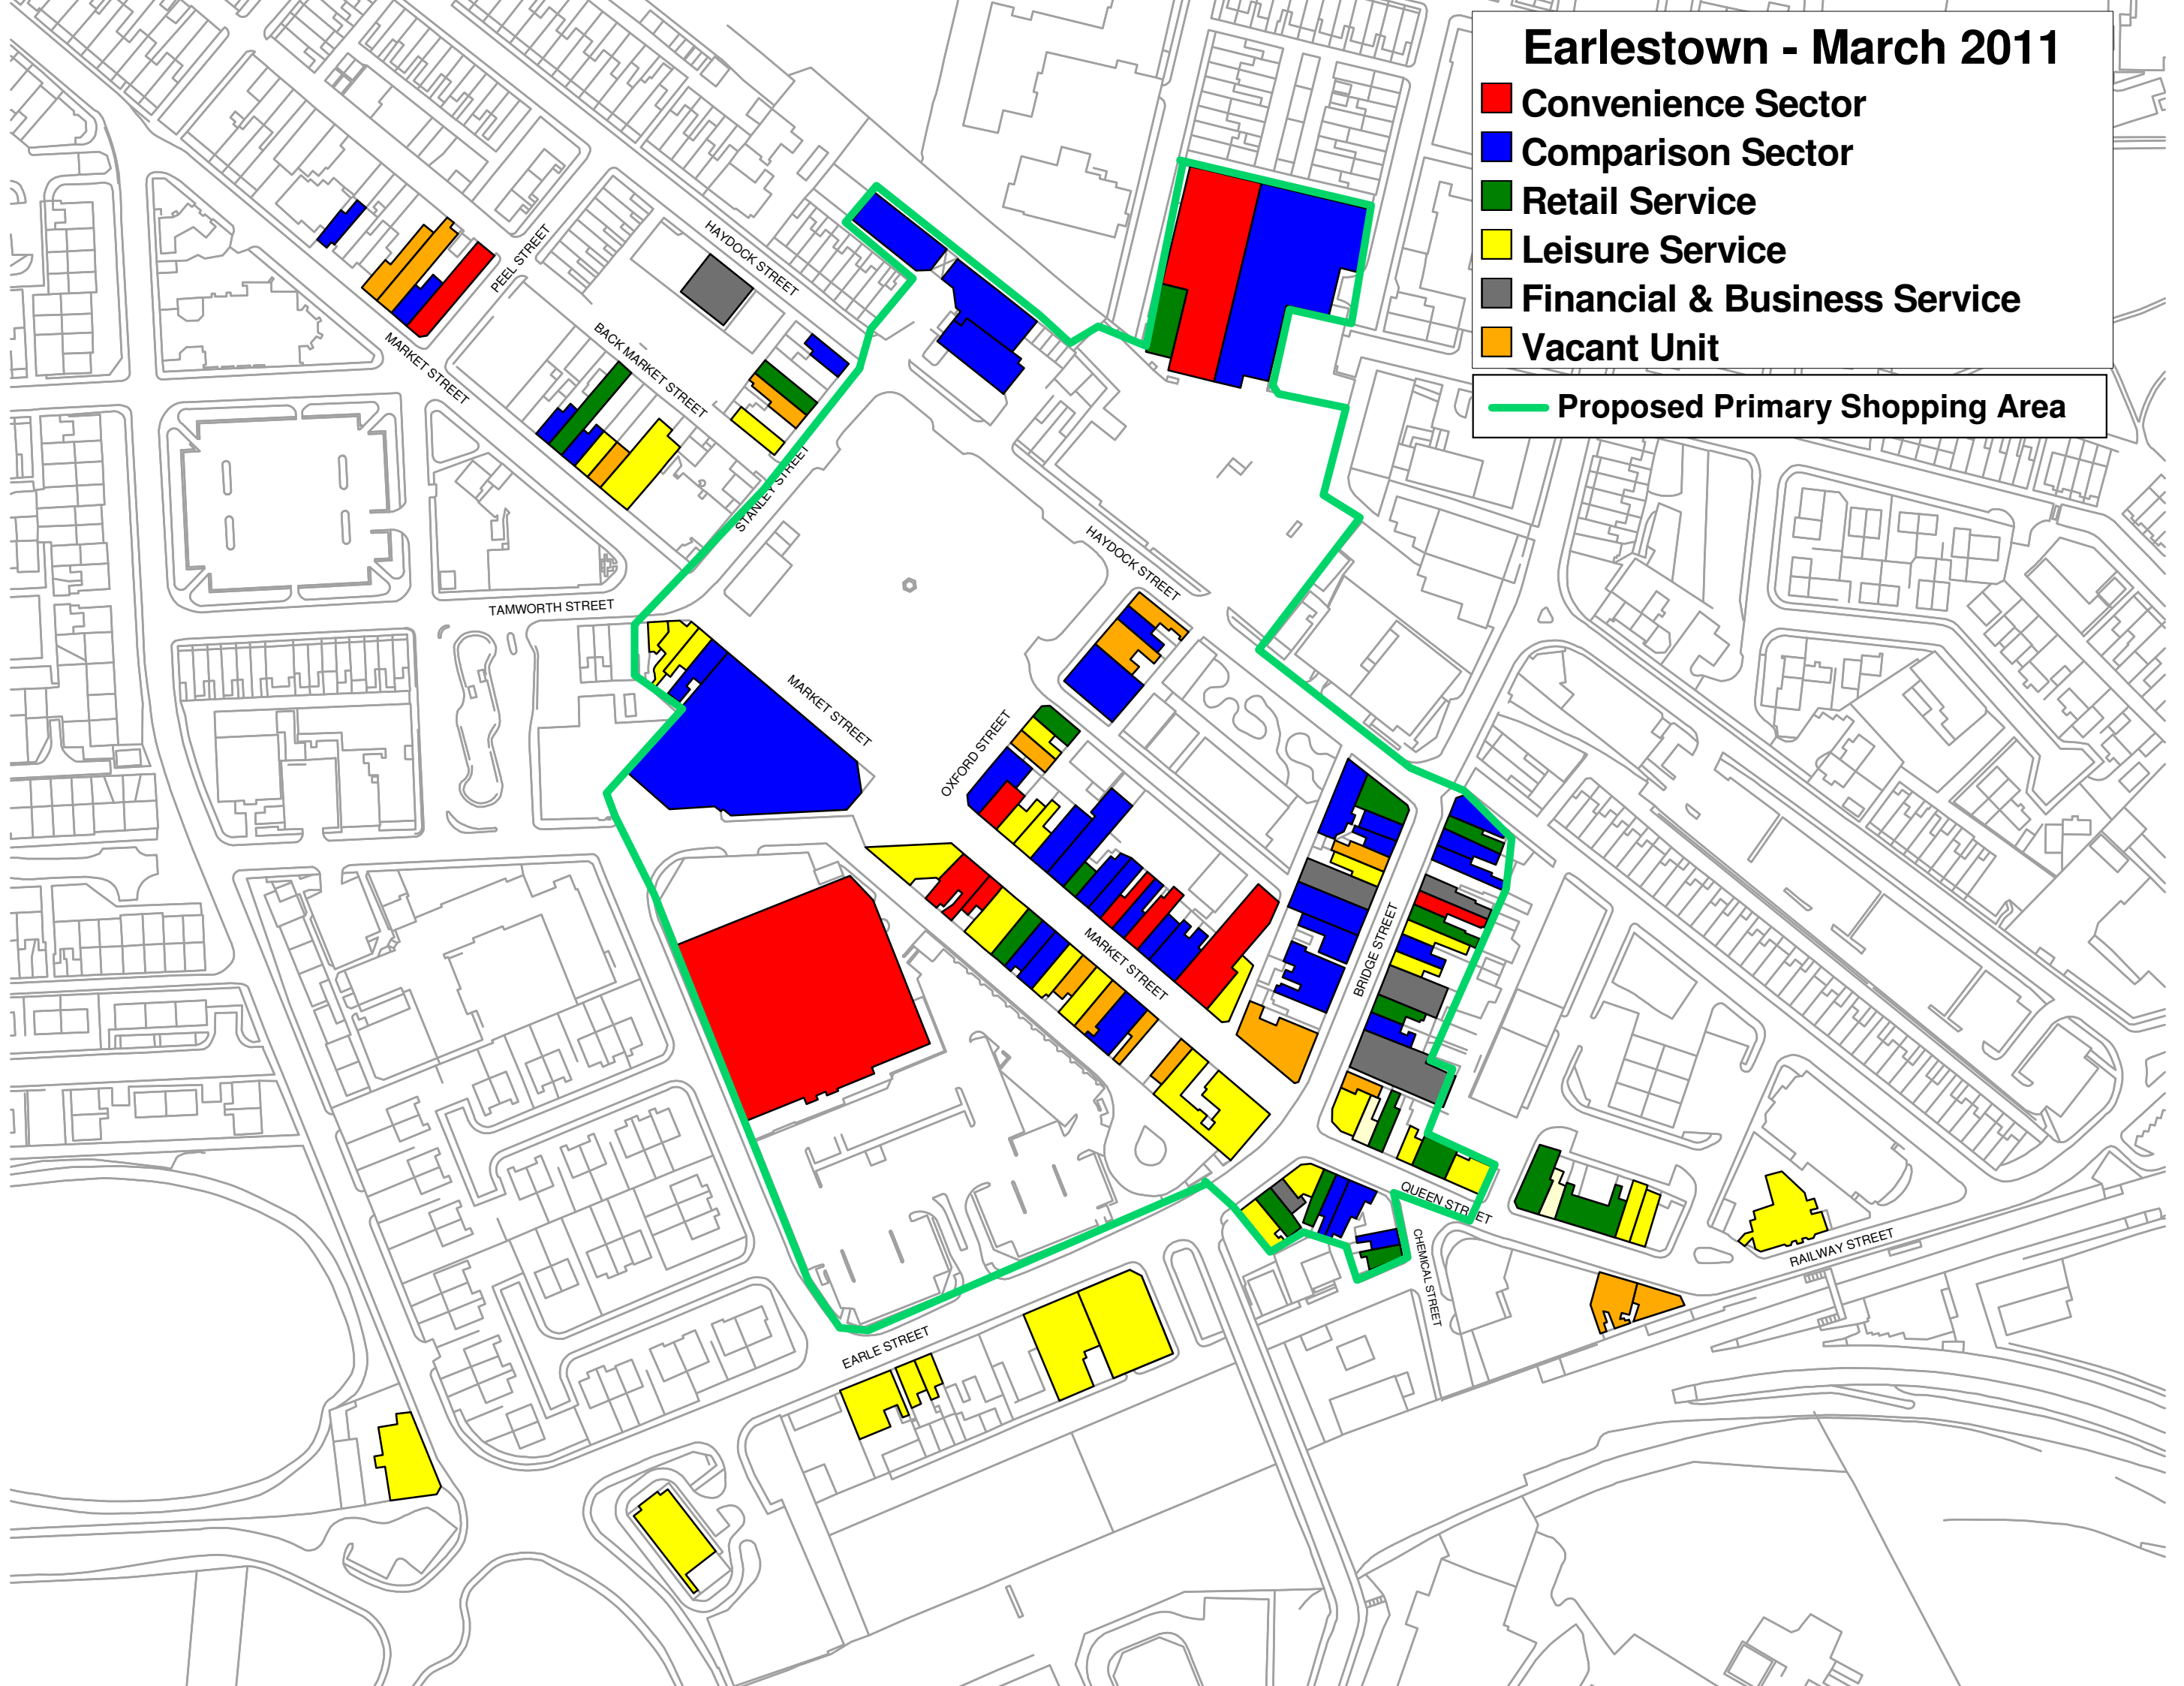 Earlestown - March 2011
Convenience Sector
Comparison Sector
Retail Service
Leisure Service
Financial & Business Service
Vacant Unit
Proposed Primary Shopping Area
HAYDOCK STREET
PEEL STREET
BACK MARKET STREET
MARKET STREET
STANLEY STREET
HAYDOCK STREET
TAMWORTH STREET
MARKET STREET
OXFORD STREET
MARKET STREET
BRIDGE STREET
QUEEN STREET
CHEMICAL STREET
RAILWAY STREET
EARLE STREET